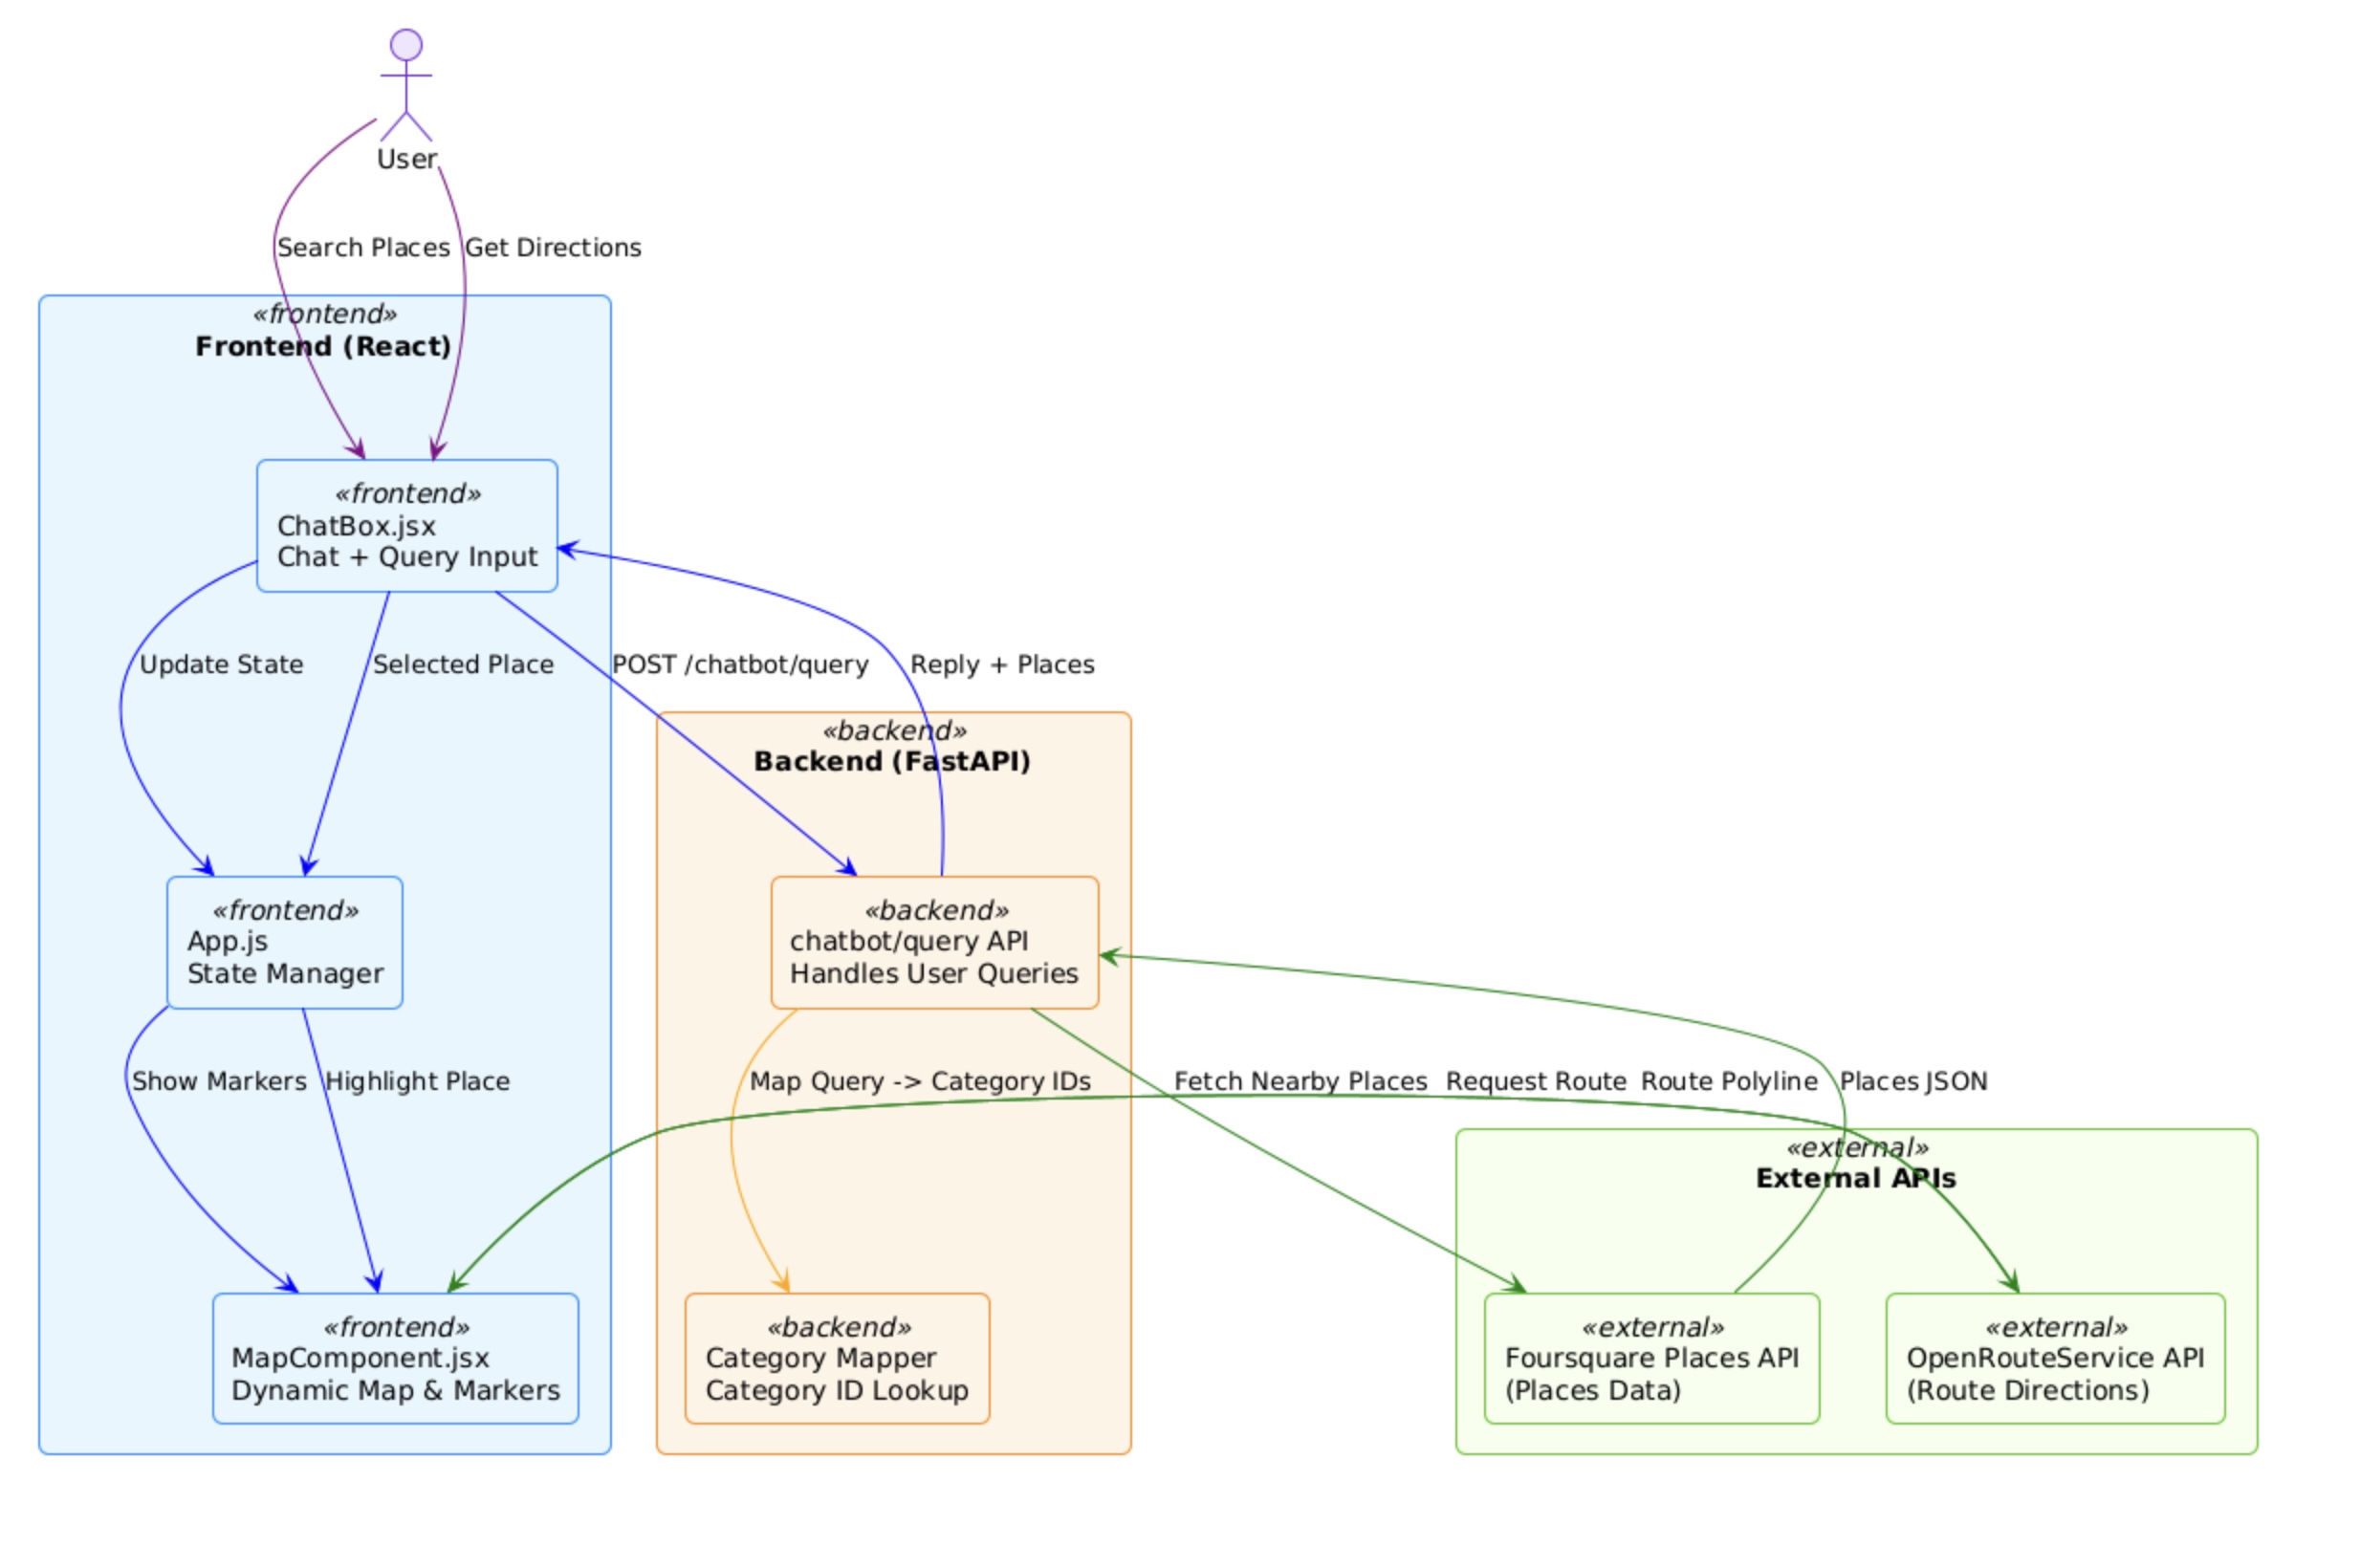 User
Search Places
Get Directions
«frontend»
Frontend (React)
«frontend»
ChatBox.jsx
Chat + Query Input
Update State
Selected Place
POST /chatbot/query
Reply + Places
«backend»
Backend (FastAPI)
«frontend»
App.js
State Manager
«backend»
chatbot/query API
Handles User Queries
Show Markers
Highlight Place
Map Query -> Category IDs
Fetch Nearby Places
Request Route
Route Polyline
Places JSON
«external»
External APIs
«frontend»
MapComponent.jsx
Dynamic Map & Markers
«backend»
Category Mapper
Category ID Lookup
«external»
Foursquare Places API
(Places Data)
«external»
OpenRouteService API
(Route Directions)